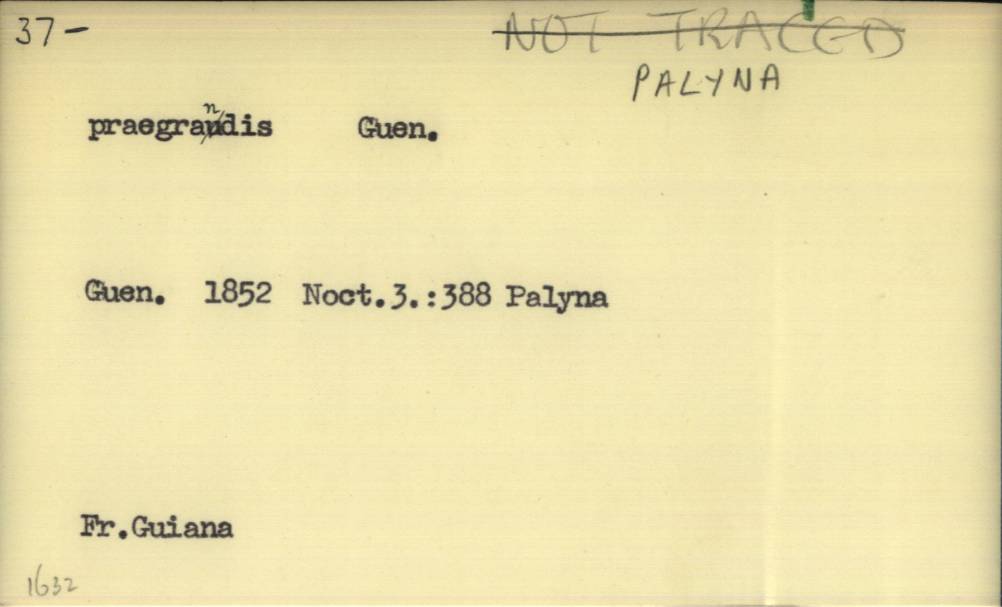 37 -
NOT TRACED
PALYNA
praegrandis Guen.
Guen. 1852 Noct.3.:388 Palyna
Fr.Guiana
1632